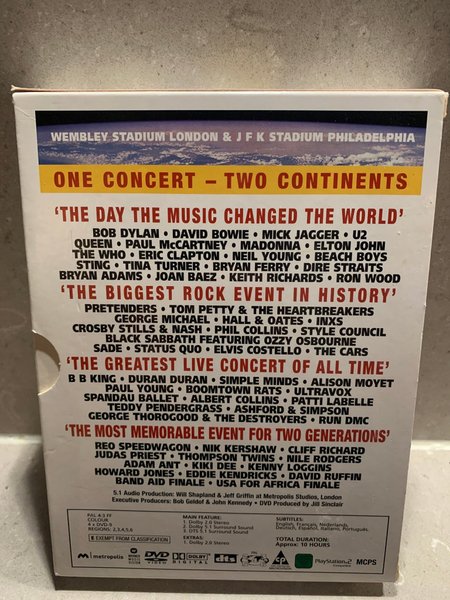 WEMBLEY STADIUM LONDON & J F K STADIUM PHILADELPHIA
ONE CONCERT – TWO CONTINENTS
'THE DAY THE MUSIC CHANGED THE WORLD'
BOB DYLAN • DAVID BOWIE • MICK JAGGER • U2
QUEEN • PAUL McCARTNEY • MADONNA • ELTON JOHN
THE WHO • ERIC CLAPTON • NEIL YOUNG • BEACH BOYS
STING • TINA TURNER • BRYAN FERRY • DIRE STRAITS
BRYAN ADAMS • JOAN BAEZ • KEITH RICHARDS • RON WOOD
'THE BIGGEST ROCK EVENT IN HISTORY'
PRETENDERS • TOM PETTY & THE HEARTBREAKERS
GEORGE MICHAEL • HALL & OATES • INXS
CROSBY STILLS & NASH • PHIL COLLINS • STYLE COUNCIL
BLACK SABBATH FEATURING OZZY OSBOURNE
SADE • STATUS QUO • ELVIS COSTELLO • THE CARS
'THE GREATEST LIVE CONCERT OF ALL TIME'
B B KING • DURAN DURAN • SIMPLE MINDS • ALISON MOYET
PAUL YOUNG • BOOMTOWN RATS • ULTRAVOX
SPANDAU BALLET • ALBERT COLLINS • PATTI LABELLE
TEDDY PENDERGRASS • ASHFORD & SIMPSON
GEORGE THOROGOOD & THE DESTROYERS • RUN DMC
'THE MOST MEMORABLE EVENT FOR TWO GENERATIONS'
REO SPEEDWAGON • NIK KERSHAW • CLIFF RICHARD
JUDAS PRIEST • THOMPSON TWINS • NILE RODGERS
ADAM ANT • KIKI DEE • KENNY LOGGINS
HOWARD JONES • EDDIE KENDRICKS • DAVID RUFFIN
BAND AID FINALE • USA FOR AFRICA FINALE
5.1 Audio Production: Will Shapland & Jeff Griffin at Metropolis Studios, London
Executive Producers: Bob Geldof & John Kennedy • DVD Produced by Jill Sinclair
PAL 4:3 FF
COLOUR
4 x DVD-9
REGIONS: 2,3,4,5,6
E EXEMPT FROM CLASSIFICATION
MAIN FEATURE:
1. Dolby 2.0 Stereo
2. Dolby 5.1 Surround Sound
3. DTS 5.1 Surround Sound
EXTRAS:
1. Dolby 2.0 Stereo
SUBTITLES:
English, Français, Nederlands,
Deutsch, Español, Italiano, Português.
TOTAL DURATION:
Approx: 10 HOURS
metropolis
WARNER MUSIC VISION
DVD VIDEO
DOLBY DIGITAL
dts
PlayStation.2
MCPS